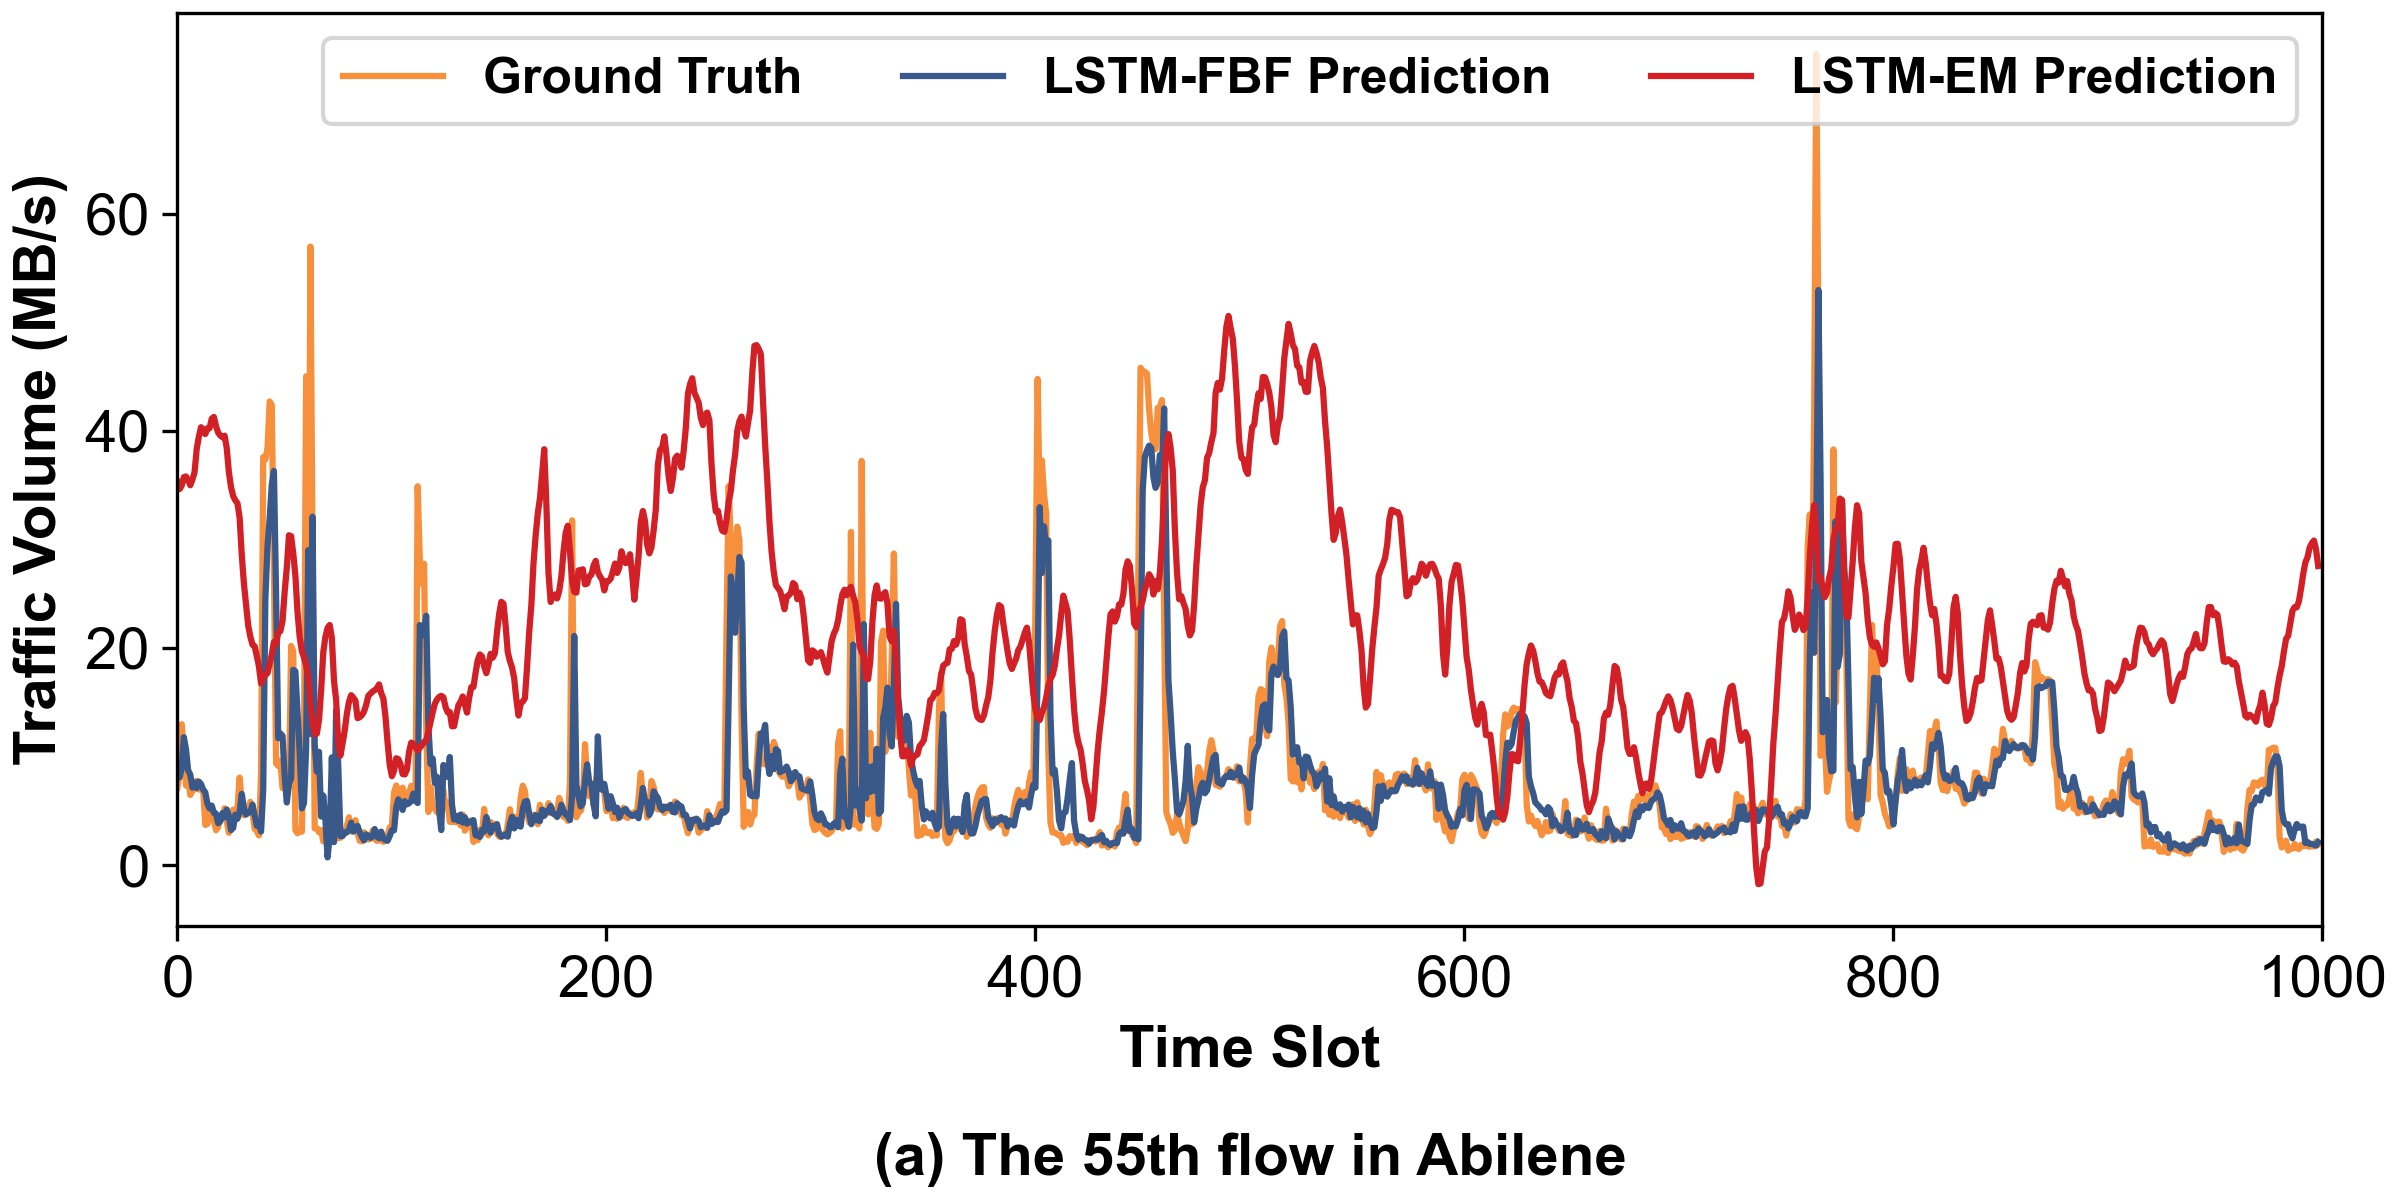 Ground Truth LSTM-FBF Prediction LSTM-EM Prediction
Traffic Volume (MB/s)
60
40
20
0
0 200 400 600 800 1000
Time Slot
(a) The 55th flow in Abilene